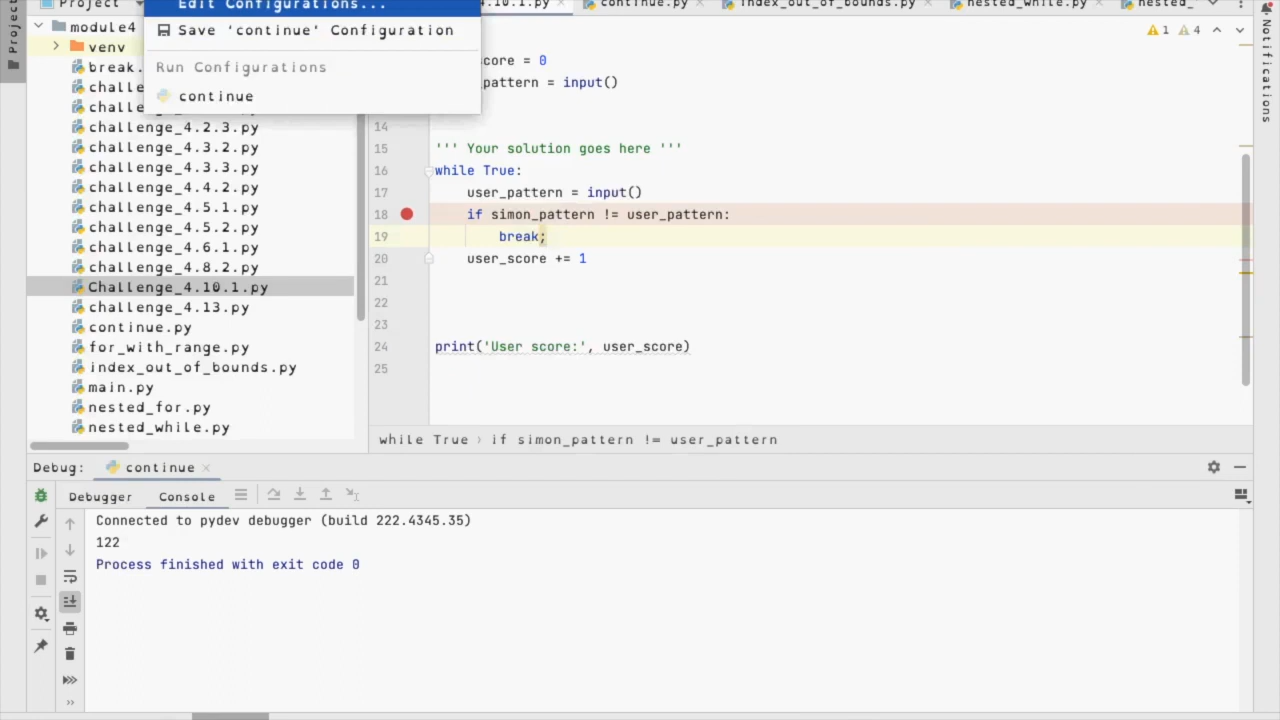 Project
Edit Configurations...
.10.1.py
continue.py
index_out_of_bounds.py
nested_while.py
nested_
Project
module4
Save 'continue' Configuration
1
4
venv
core = 0
Run Configurations
break.
pattern = input()
challe
continue
challe
Notifications
challenge_4.2.3.py
14
challenge_4.3.2.py
15 ''' Your solution goes here '''
challenge_4.3.3.py
16 while True:
challenge_4.4.2.py
17 user_pattern = input()
challenge_4.5.1.py
18 if simon_pattern != user_pattern:
challenge_4.5.2.py
19 break;
challenge_4.6.1.py
20 user_score += 1
challenge_4.8.2.py
21
Challenge_4.10.1.py
22
challenge_4.13.py
23
continue.py
for_with_range.py
24 print('User score:', user_score)
index_out_of_bounds.py
25
main.py
nested_for.py
nested_while.py
while True › if simon_pattern != user_pattern
Debug: continue
Debugger Console
Connected to pydev debugger (build 222.4345.35)
122
Process finished with exit code 0